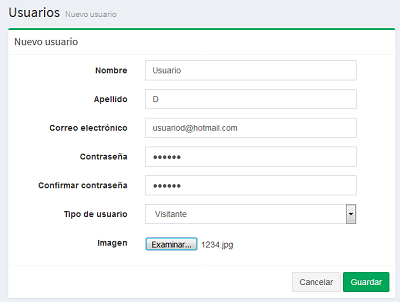 Usuarios Nuevo usuario
Nuevo usuario
Nombre Usuario
Apellido D
Correo electrónico usuariod@hotmail.com
Contraseña ●●●●●●
Confirmar contraseña ●●●●●●
Tipo de usuario Visitante
Imagen Examinar... 1234.jpg
Cancelar Guardar